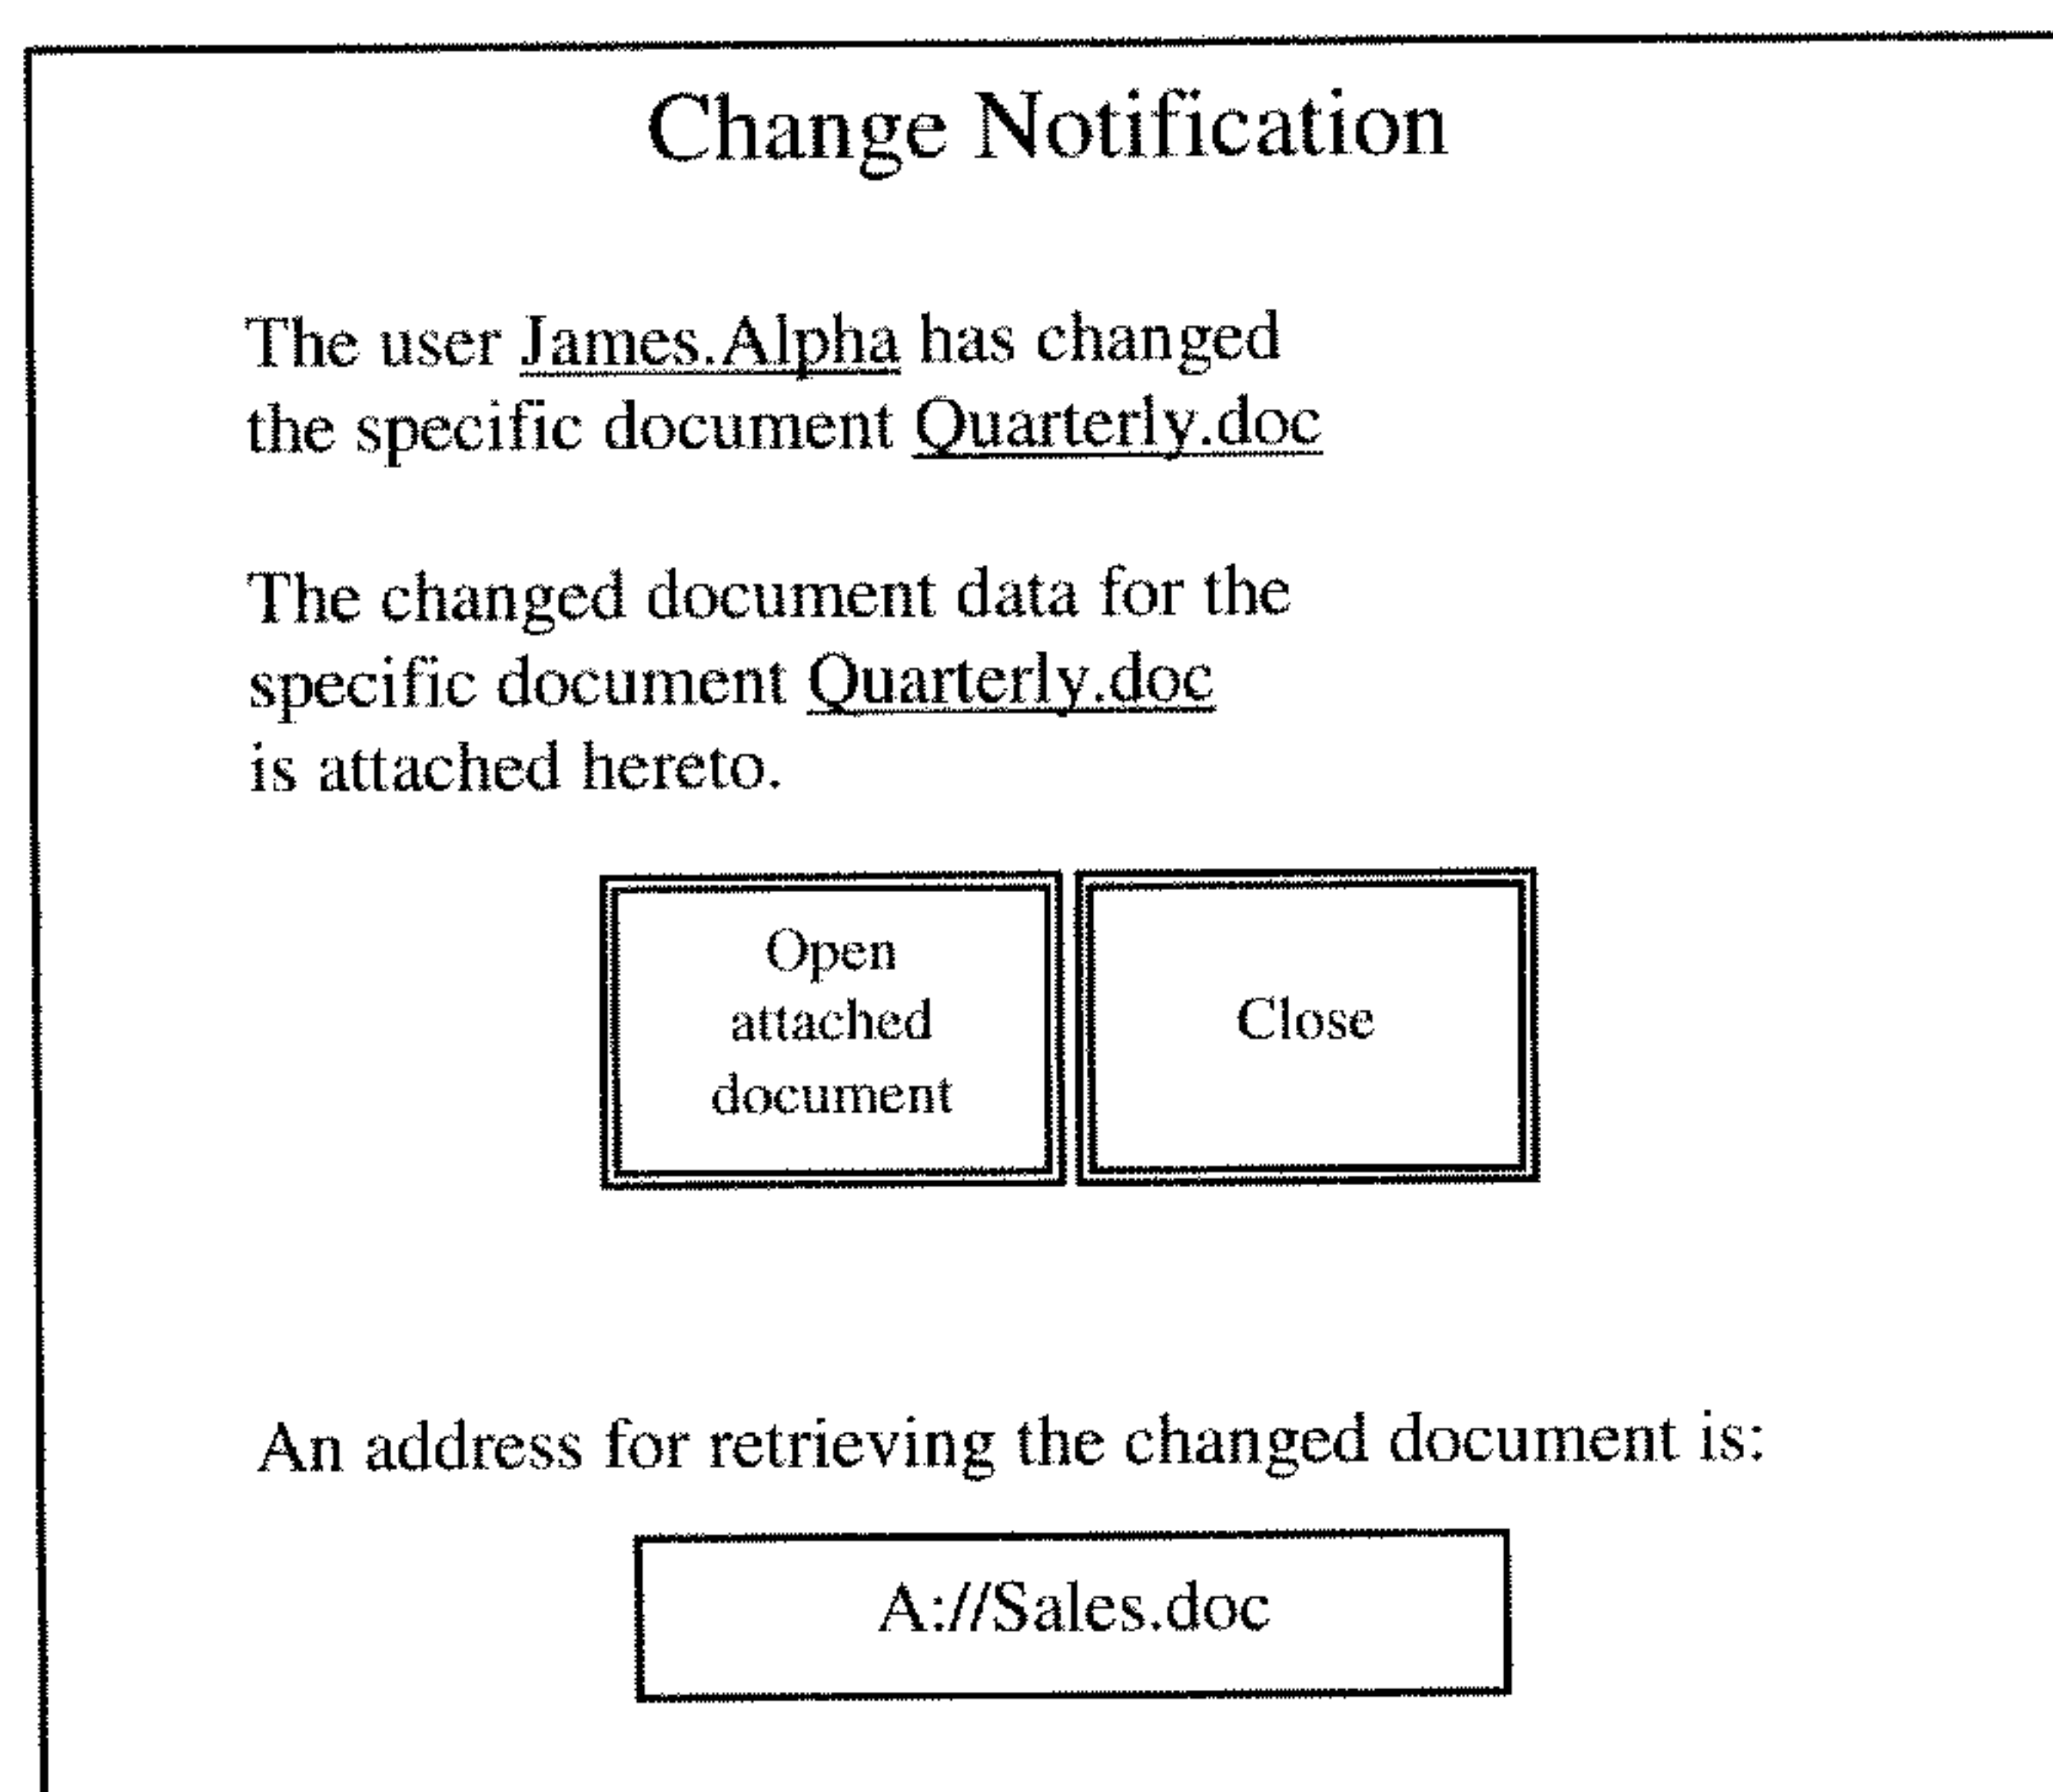 Change Notification
The user James.Alpha has changed
the specific document Quarterly.doc
The changed document data for the
specific document Quarterly.doc
is attached hereto.
Open
attached
document
Close
An address for retrieving the changed document is:
A://Sales.doc